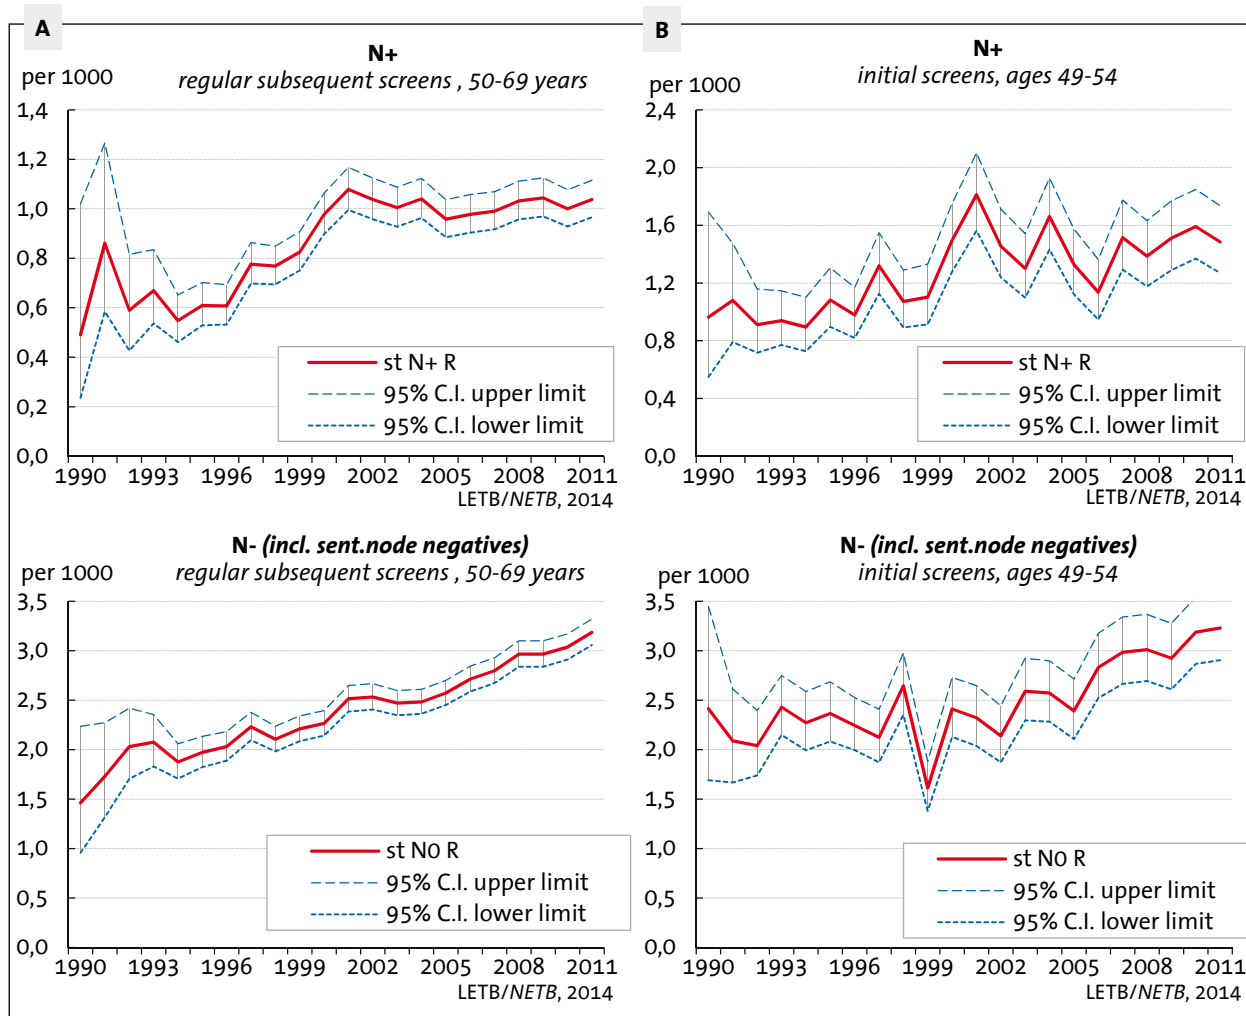 A
N+
regular subsequent screens , 50-69 years
per 1000
1,4
1,2
1,0
0,8
0,6
0,4
0,2
0,0
st N+ R
95% C.I. upper limit
95% C.I. lower limit
1990 1993 1996 1999 2002 2005 2008 2011
LETB/NETB, 2014
B
N+
initial screens, ages 49-54
per 1000
2,4
2,0
1,6
1,2
0,8
0,4
0,0
st N+ R
95% C.I. upper limit
95% C.I. lower limit
1990 1993 1996 1999 2002 2005 2008 2011
LETB/NETB, 2014
N- (incl. sent.node negatives)
regular subsequent screens , 50-69 years
per 1000
3,5
3,0
2,5
2,0
1,5
1,0
0,5
0,0
st N0 R
95% C.I. upper limit
95% C.I. lower limit
1990 1993 1996 1999 2002 2005 2008 2011
LETB/NETB, 2014
N- (incl. sent.node negatives)
initial screens, ages 49-54
per 1000
3,5
3,0
2,5
2,0
1,5
1,0
0,5
0,0
st N0 R
95% C.I. upper limit
95% C.I. lower limit
1990 1993 1996 1999 2002 2005 2008 2011
LETB/NETB, 2014